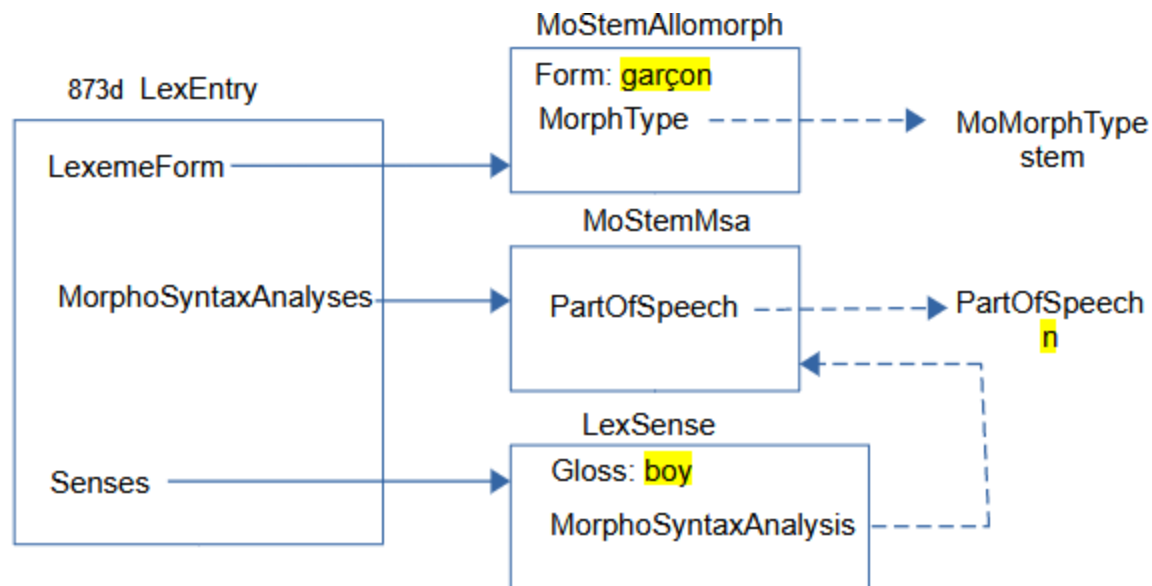 MoStemAllomorph
873d LexEntry
Form: garçon
MorphType
MoMorphType
stem
LexemeForm
MoStemMsa
MorphoSyntaxAnalyses
PartOfSpeech
PartOfSpeech
n
LexSense
Senses
Gloss: boy
MorphoSyntaxAnalysis